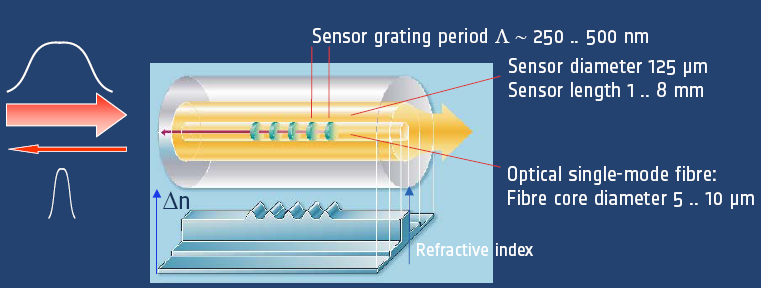 Sensor grating period Λ ~ 250 .. 500 nm
Sensor diameter 125 µm
Sensor length 1 .. 8 mm
Optical single-mode fibre:
Fibre core diameter 5 .. 10 µm
Δn
Refractive index